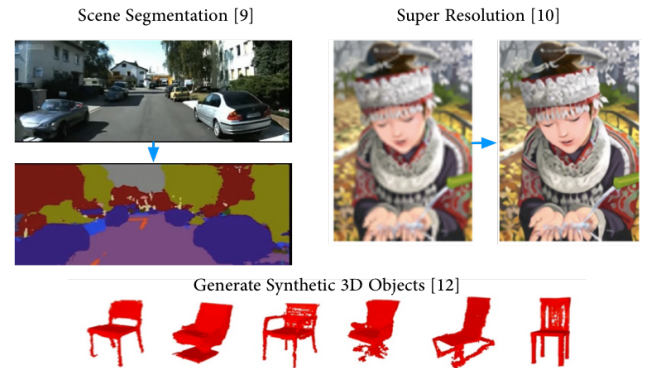 Scene Segmentation [9]
Super Resolution [10]
Generate Synthetic 3D Objects [12]